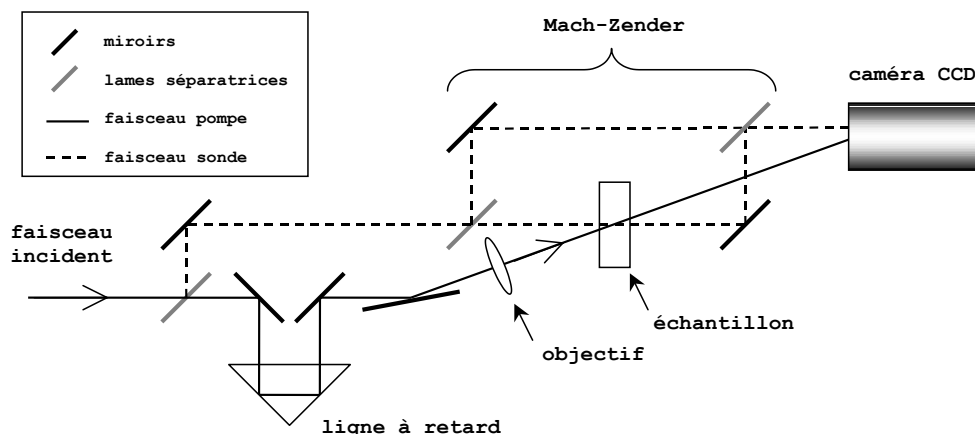 miroirs
lames séparatrices
faisceau pompe
faisceau sonde
Mach-Zender
caméra CCD
faisceau
incident
échantillon
objectif
ligne à retard